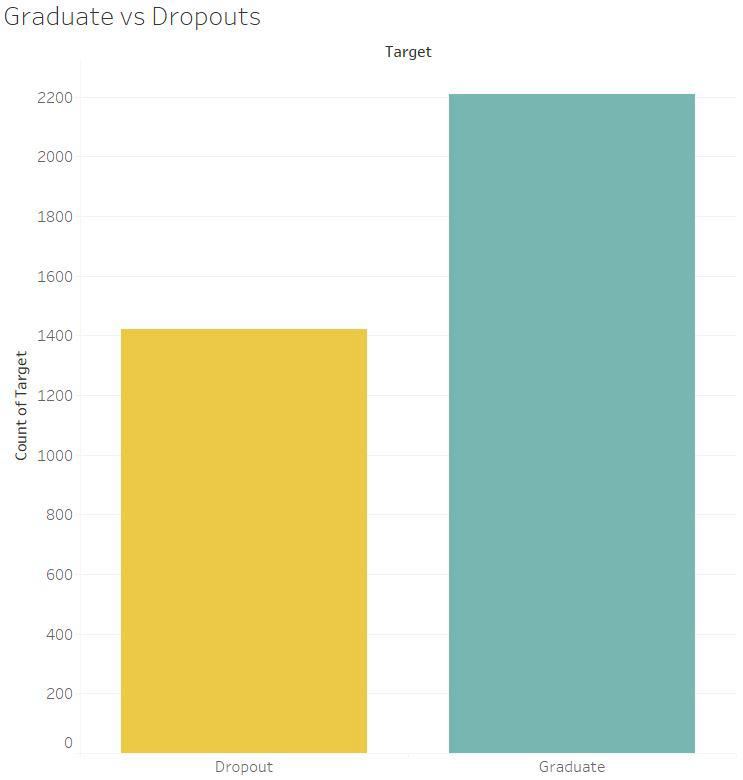 Graduate vs Dropouts
Target
2200
2000
1800
1600
1400
1200
1000
800
600
400
200
0
Count of Target
Dropout
Graduate